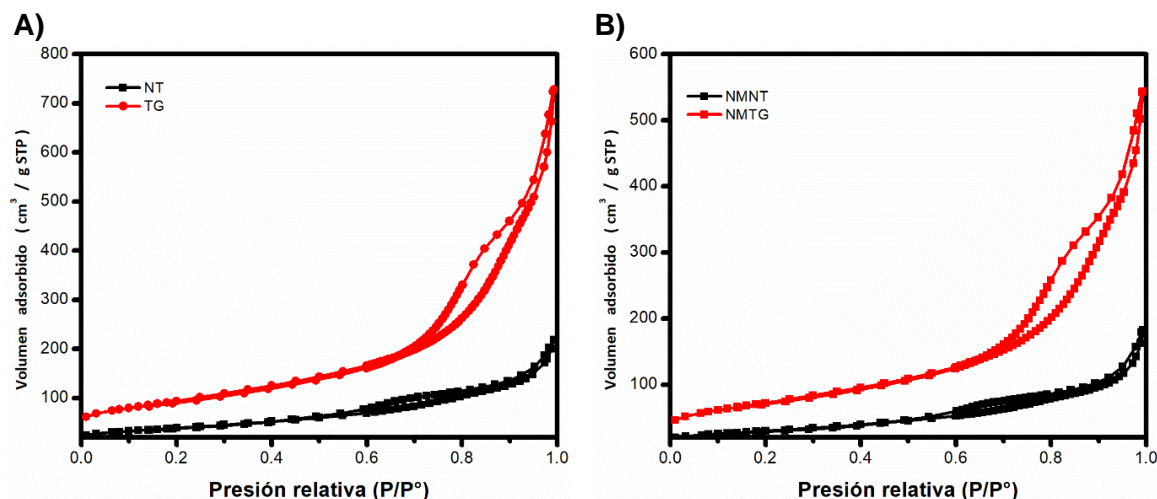 A)
800
700
600
500
400
300
200
100
0.0
0.2
0.4
0.6
0.8
1.0
Volumen adsorbido (cm³ / g STP)
Presión relativa (P/P°)
NT
TG
B)
600
500
400
300
200
100
0.0
0.2
0.4
0.6
0.8
1.0
Volumen adsorbido (cm³ / g STP)
Presión relativa (P/P°)
NMNT
NMTG